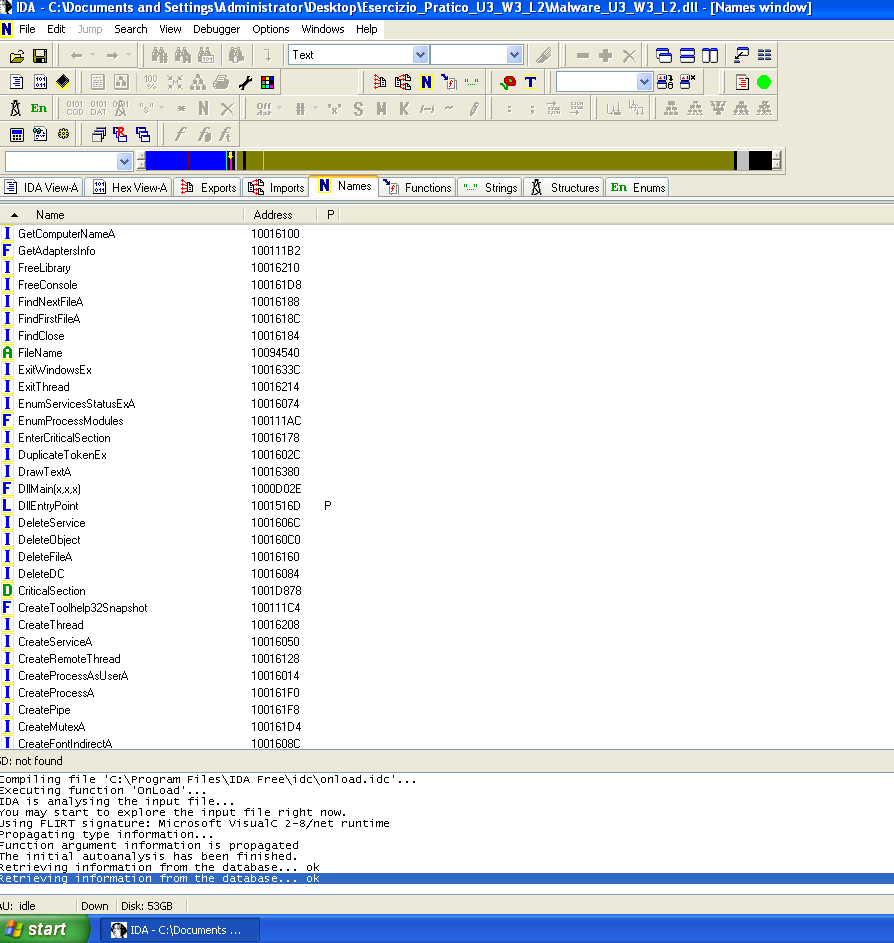 IDA - C:\Documents and Settings\Administrator\Desktop\Esercizio_Pratico_U3_W3_L2\Malware_U3_W3_L2.dll - [Names window]
File Edit Jump Search View Debugger Options Windows Help
Text
En
IDA View-A Hex View-A Exports Imports N Names Functions Strings Structures En Enums
Name Address P
I GetComputerNameA 10016100
F GetAdaptersInfo 100111B2
I FreeLibrary 10016210
I FreeConsole 100161D8
I FindNextFileA 10016188
I FindFirstFileA 1001618C
I FindClose 10016184
A FileName 10094540
I ExitWindowsEx 1001633C
I ExitThread 10016214
I EnumServicesStatusExA 10016074
F EnumProcessModules 100111AC
I EnterCriticalSection 10016178
I DuplicateTokenEx 1001602C
I DrawTextA 10016380
F DllMain(x,x,x) 1000D02E
L DllEntryPoint 1001516D P
I DeleteService 1001606C
I DeleteObject 100160C0
I DeleteFileA 10016160
I DeleteDC 10016084
D CriticalSection 1001D878
F CreateToolhelp32Snapshot 100111C4
I CreateThread 10016208
I CreateServiceA 10016050
I CreateRemoteThread 10016128
I CreateProcessAsUserA 10016014
I CreateProcessA 100161F0
I CreatePipe 100161F8
I CreateMutexA 100161D4
I CreateFontIndirectA 1001608C
SD: not found
Compiling file 'C:\Program Files\IDA Free\idc\onload.idc'...
Executing function 'OnLoad'...
IDA is analysing the input file...
You may start to explore the input file right now.
Using FLIRT signature: Microsoft VisualC 2-8/net runtime
Propagating type information...
Function argument information is propagated
The initial autoanalysis has been finished.
Retrieving information from the database... ok
Retrieving information from the database... ok
AU: idle Down Disk: 53GB
start IDA - C:\Documents ...